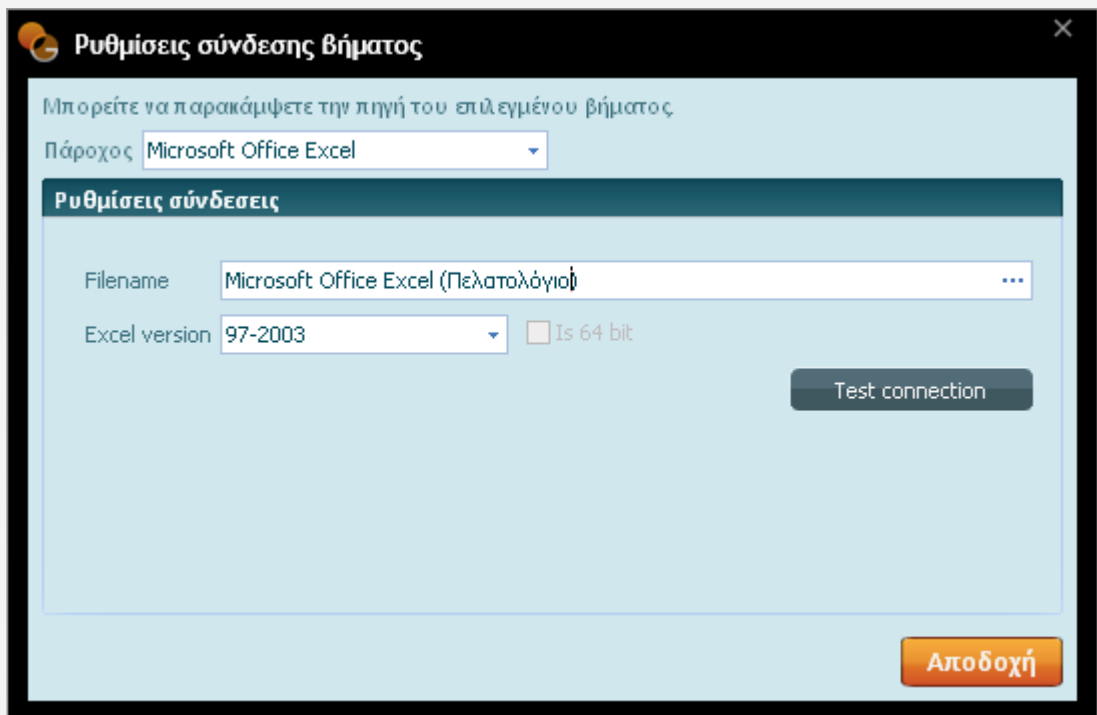 Ρυθμίσεις σύνδεσης βήματος
Μπορείτε να παρακάμψετε την πηγή του επιλεγμένου βήματος.
Πάροχος Microsoft Office Excel
Ρυθμίσεις σύνδεσεις
Filename Microsoft Office Excel (Πελατολόγιο)
Excel version 97-2003 Is 64 bit
Test connection
Αποδοχή